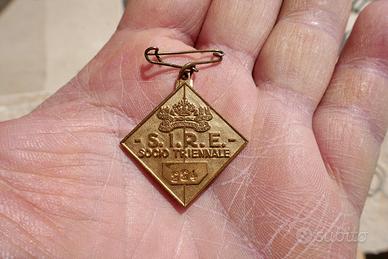 - S.I.R.E. -
SOCIO TRIENNALE
subito